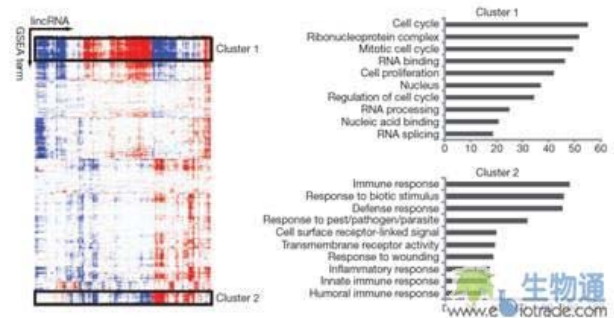 lincRNA
GSEA term
Cluster 1
Cluster 2
Cluster 1
Cell cycle
Ribonucleoprotein complex
Mitotic cell cycle
RNA binding
Cell proliferation
Nucleus
Regulation of cell cycle
RNA processing
Nucleic acid binding
RNA splicing
0 10 20 30 40 50 60
Cluster 2
Immune response
Response to biotic stimulus
Defense response
Response to pest/pathogen/parasite
Cell surface receptor-linked signal
Transmembrane receptor activity
Response to wounding
Inflammatory response
Innate immune response
Humoral immune response
生物通
www.ebiotrade.com